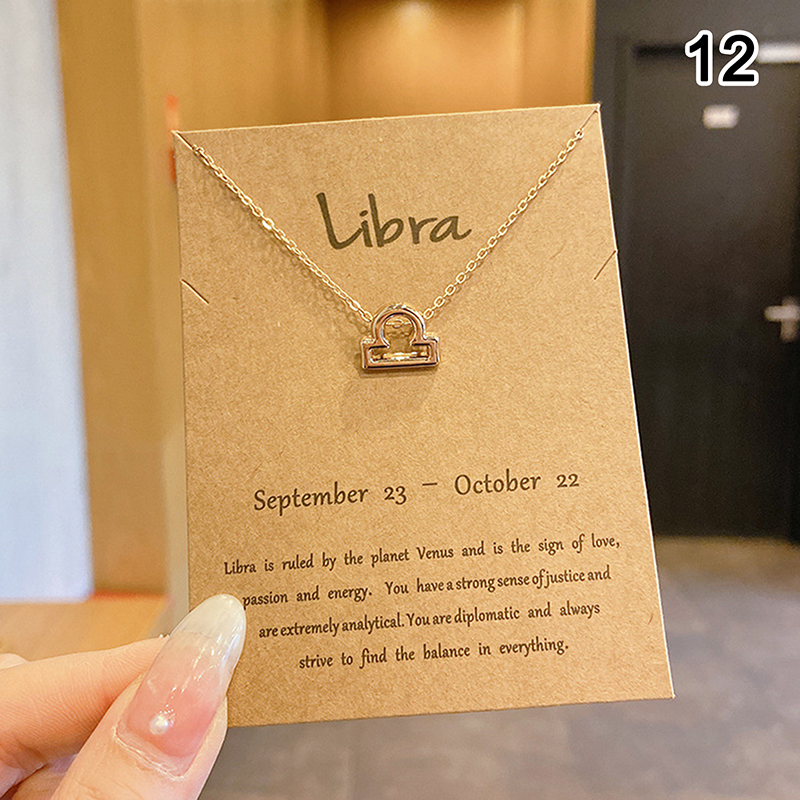 12
Libra
September 23 – October 22
Libra is ruled by the planet Venus and is the sign of love,
passion and energy. You have a strong sense of justice and
are extremely analytical. You are diplomatic and always
strive to find the balance in everything.